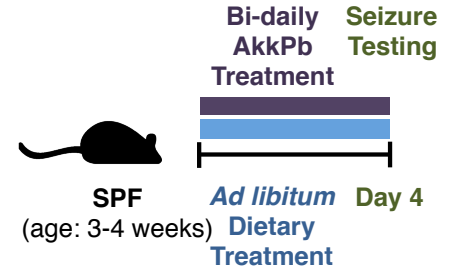 Bi-daily
AkkPb
Treatment
Seizure
Testing
SPF
(age: 3-4 weeks)
Ad libitum
Dietary
Treatment
Day 4